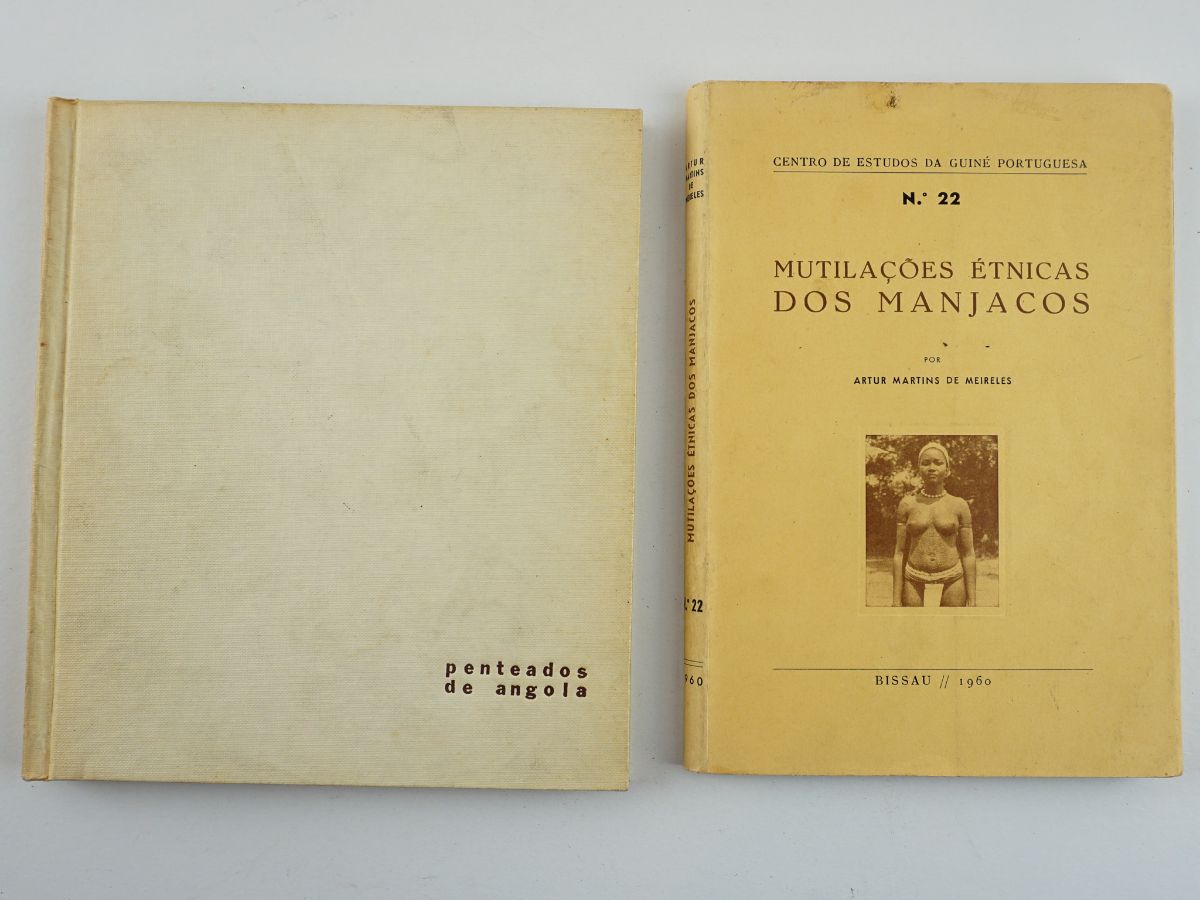 penteados
de angola
MUTILAÇÕES ÉTNICAS DOS MANJACOS
CENTRO DE ESTUDOS DA GUINÉ PORTUGUESA
N.º 22
MUTILAÇÕES ÉTNICAS
DOS MANJACOS
POR
ARTUR MARTINS DE MEIRELES
BISSAU // 1960